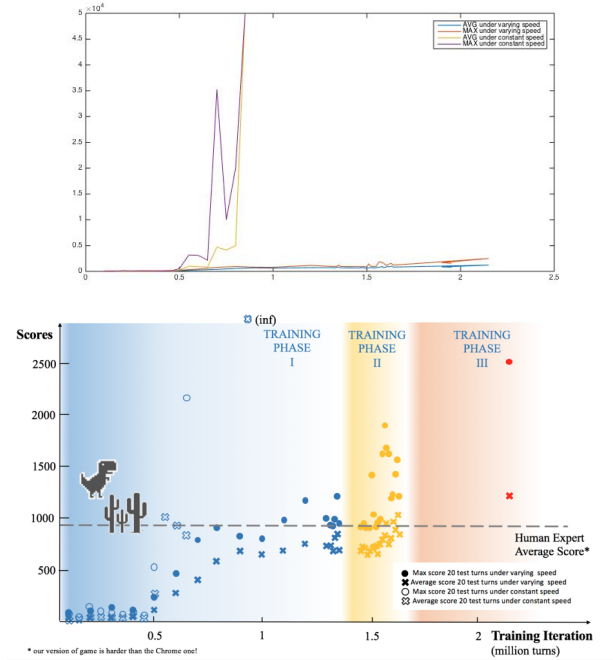 5 ×10⁴
AVG under varying speed
MAX under varying speed
AVG under constant speed
MAX under constant speed
4.5
4
3.5
3
2.5
2
1.5
1
0.5
0
0 0.5 1 1.5 2 2.5
(inf)
Scores
TRAINING PHASE I
TRAINING PHASE II
TRAINING PHASE III
2500
2000
1500
1000
500
Human Expert
Average Score*
Max score 20 test turns under varying speed
Average score 20 test turns under varying speed
Max score 20 test turns under constant speed
Average score 20 test turns under constant speed
0.5 1 1.5 2 Training Iteration
(million turns)
* our version of game is harder than the Chrome one!